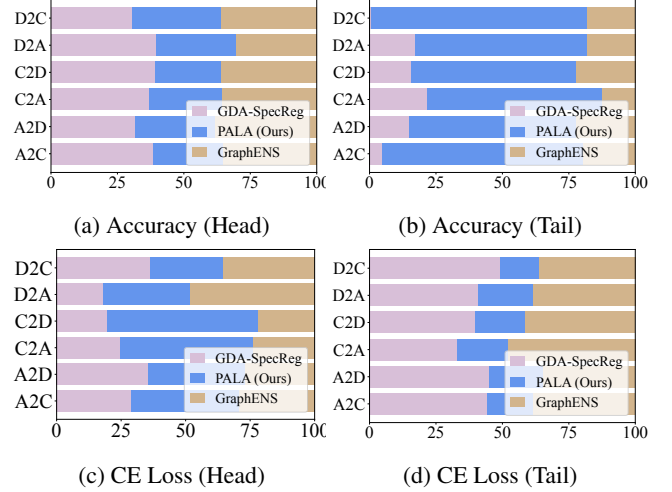 D2C
D2A
C2D
C2A
A2D
A2C
GDA-SpecReg
PALA (Ours)
GraphENS
0 25 50 75 100
(a) Accuracy (Head)
D2C
D2A
C2D
C2A
A2D
A2C
GDA-SpecReg
PALA (Ours)
GraphENS
0 25 50 75 100
(b) Accuracy (Tail)
D2C
D2A
C2D
C2A
A2D
A2C
GDA-SpecReg
PALA (Ours)
GraphENS
0 25 50 75 100
(c) CE Loss (Head)
D2C
D2A
C2D
C2A
A2D
A2C
GDA-SpecReg
PALA (Ours)
GraphENS
0 25 50 75 100
(d) CE Loss (Tail)